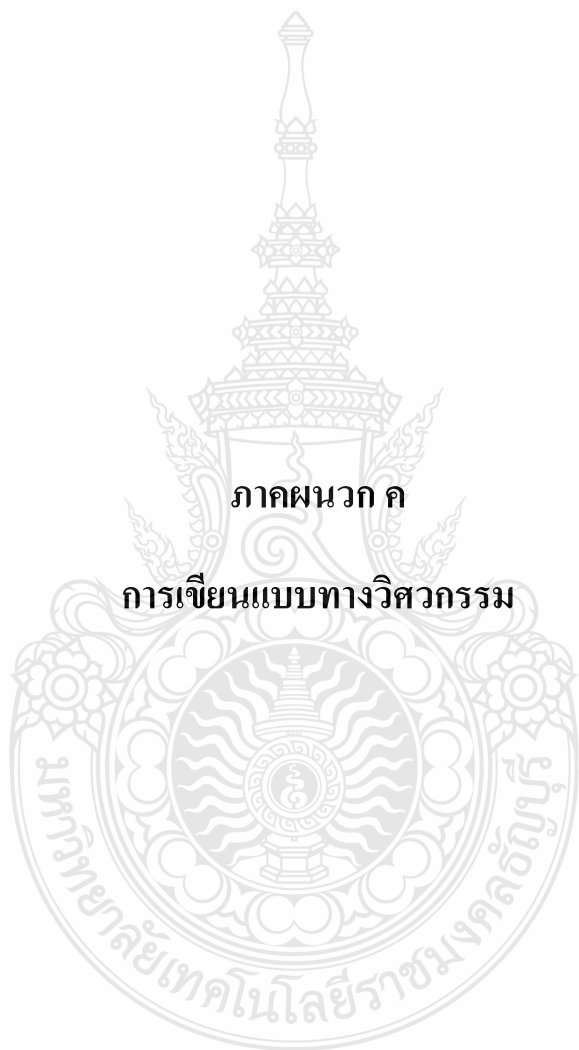 ภาคผนวก ค
การเขียนแบบทางวิศวกรรม
มหาวิทยาลัยเทคโนโลยีราชมงคลธัญบุรี